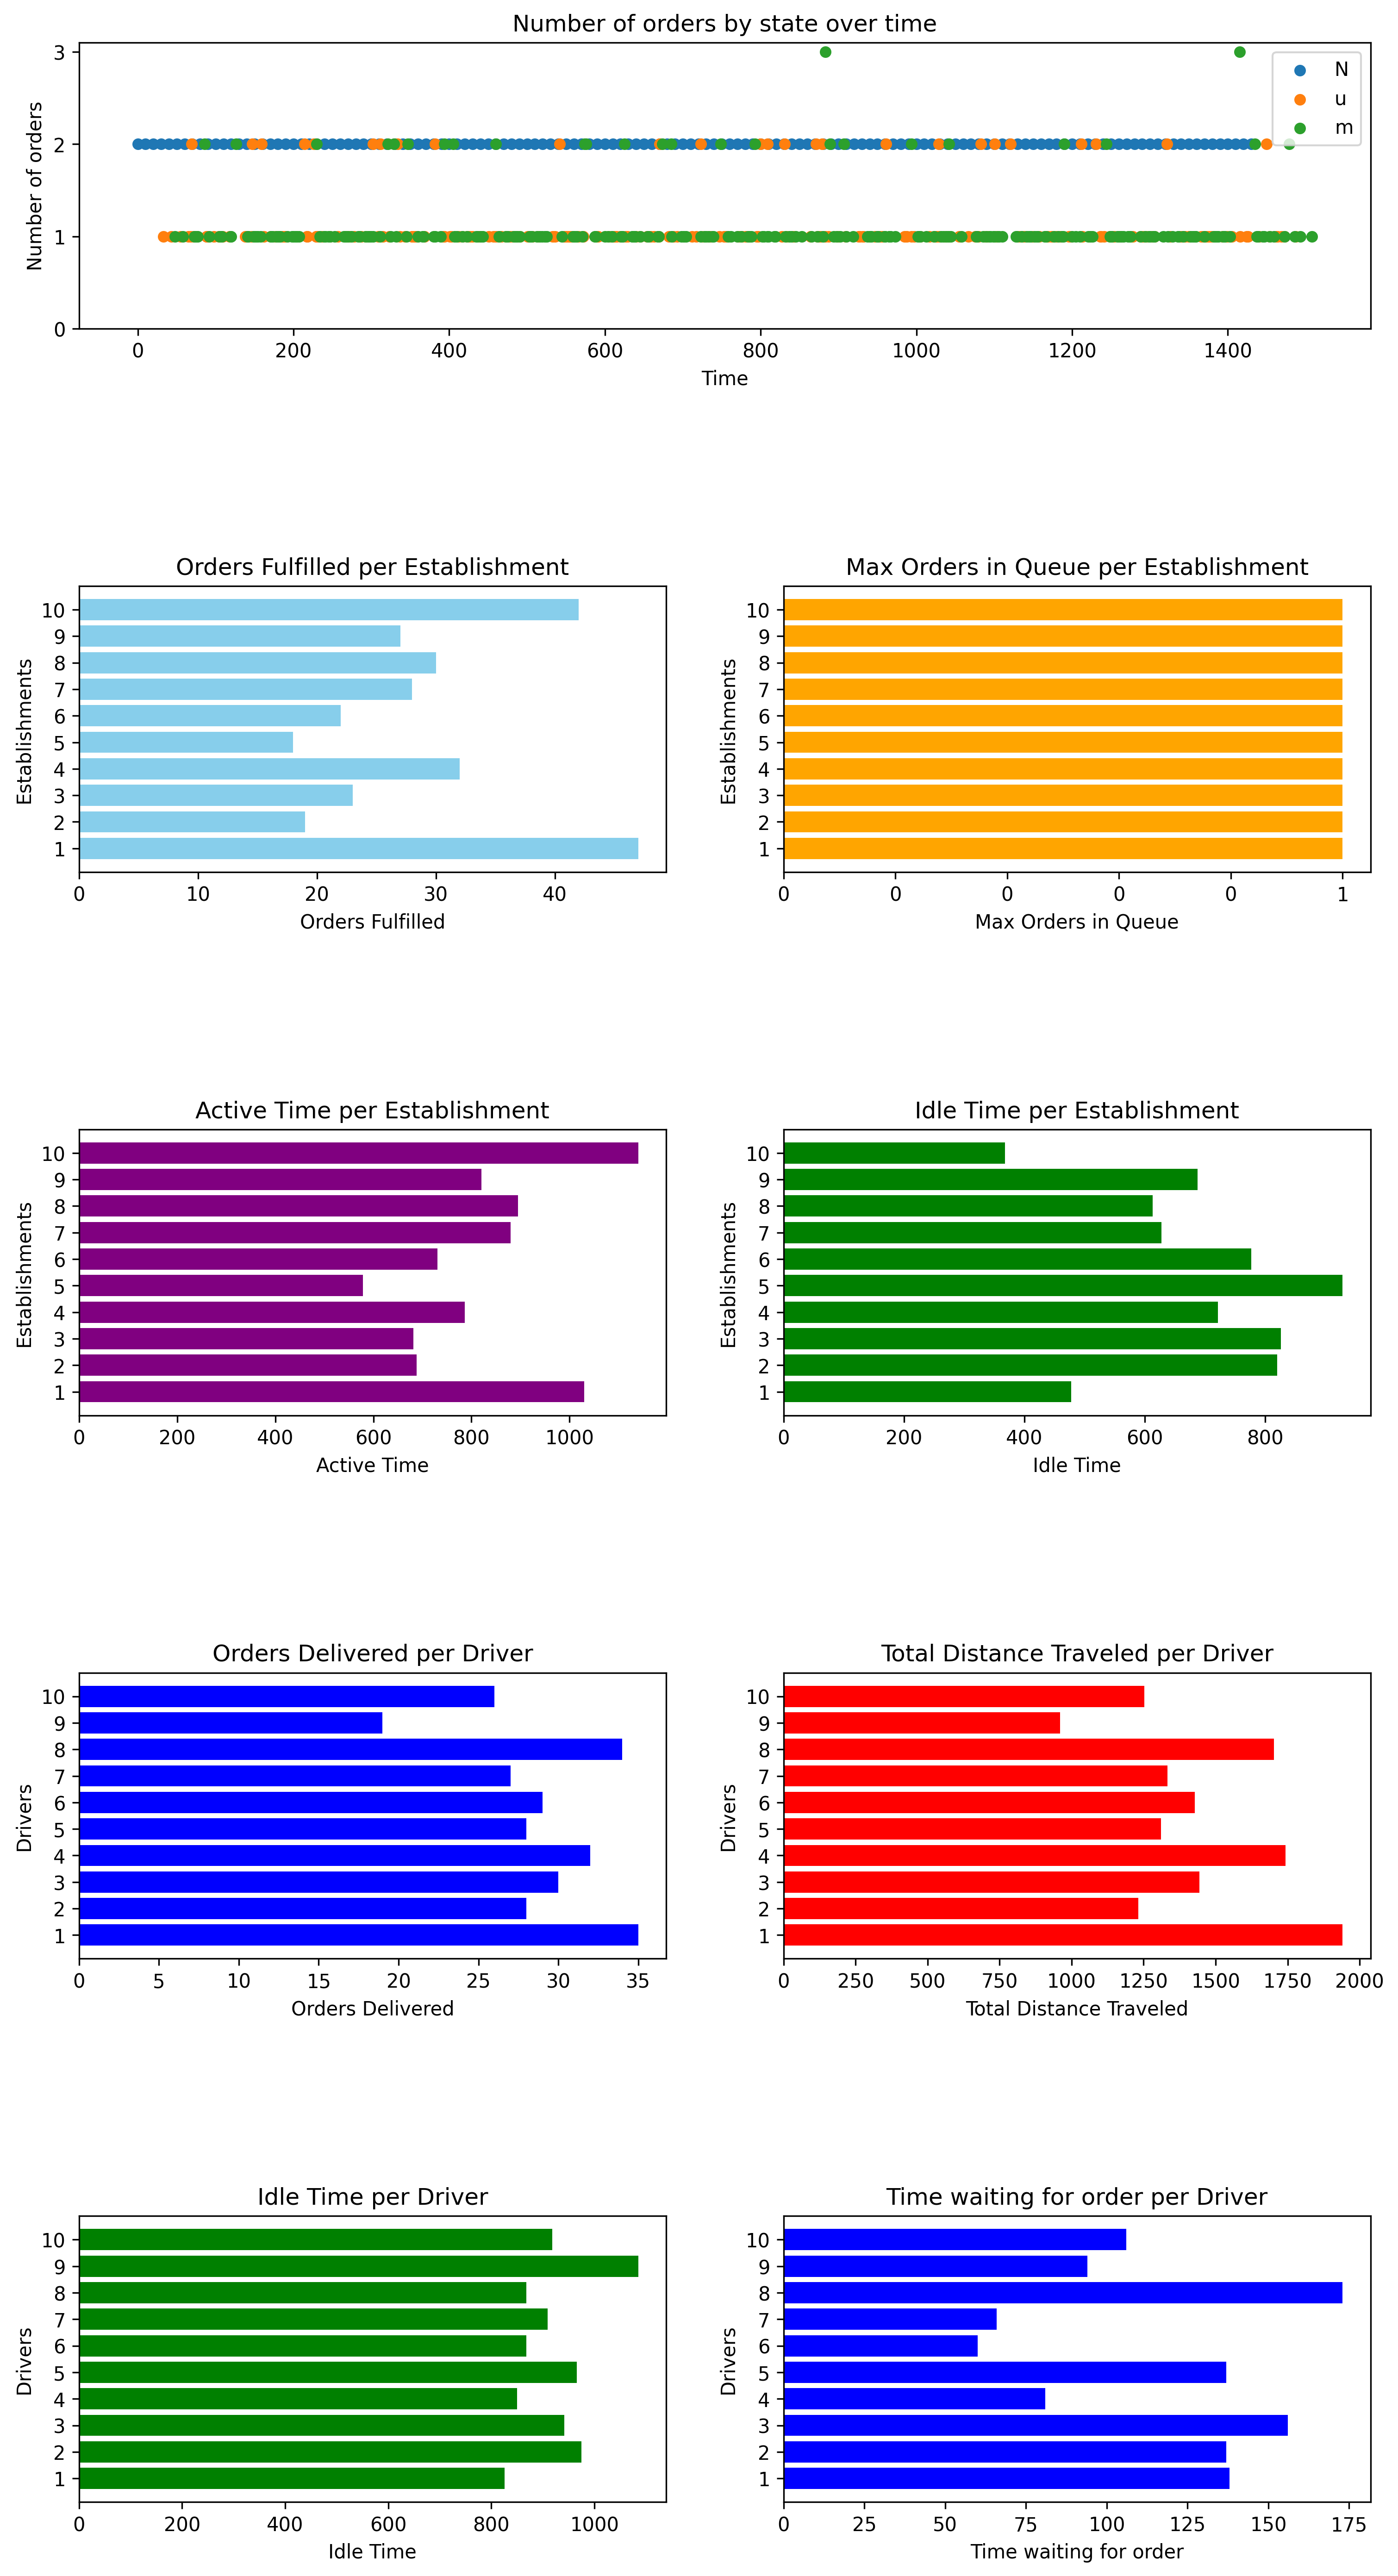 Number of orders by state over time
Number of orders
3
2
1
0
N
u
m
0 200 400 600 800 1000 1200 1400
Time
Orders Fulfilled per Establishment
Establishments
10
9
8
7
6
5
4
3
2
1
0 10 20 30 40
Orders Fulfilled
Max Orders in Queue per Establishment
Establishments
10
9
8
7
6
5
4
3
2
1
0 0 0 0 0 1
Max Orders in Queue
Active Time per Establishment
Establishments
10
9
8
7
6
5
4
3
2
1
0 200 400 600 800 1000
Active Time
Idle Time per Establishment
Establishments
10
9
8
7
6
5
4
3
2
1
0 200 400 600 800
Idle Time
Orders Delivered per Driver
Drivers
10
9
8
7
6
5
4
3
2
1
0 5 10 15 20 25 30 35
Orders Delivered
Total Distance Traveled per Driver
Drivers
10
9
8
7
6
5
4
3
2
1
0 250 500 750 1000 1250 1500 1750 2000
Total Distance Traveled
Idle Time per Driver
Drivers
10
9
8
7
6
5
4
3
2
1
0 200 400 600 800 1000
Idle Time
Time waiting for order per Driver
Drivers
10
9
8
7
6
5
4
3
2
1
0 25 50 75 100 125 150 175
Time waiting for order